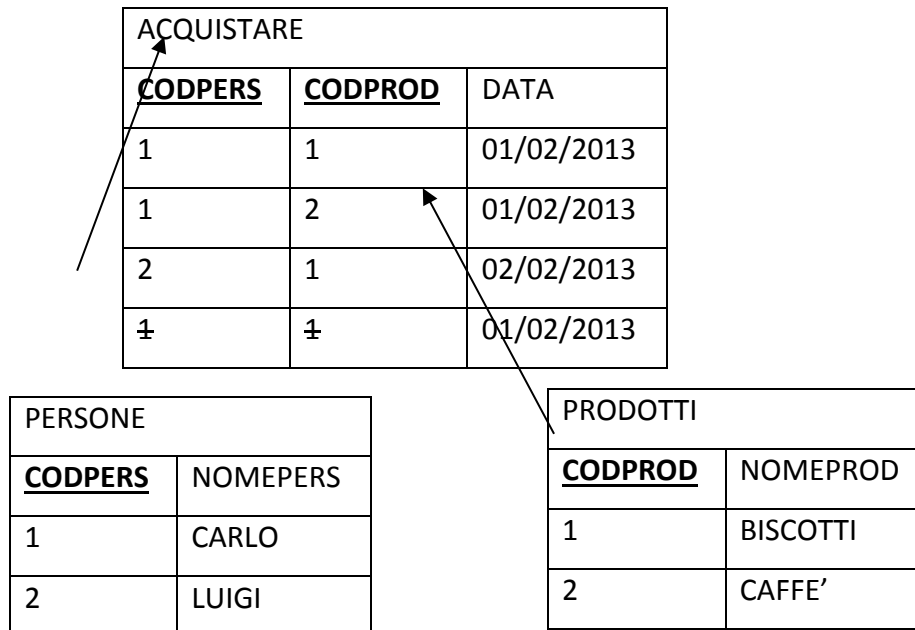 ACQUISTARE
CODPERS CODPROD DATA
1 1 01/02/2013
1 2 01/02/2013
2 1 02/02/2013
1 1 01/02/2013
PERSONE
CODPERS NOMEPERS
1 CARLO
2 LUIGI
PRODOTTI
CODPROD NOMEPROD
1 BISCOTTI
2 CAFFE’